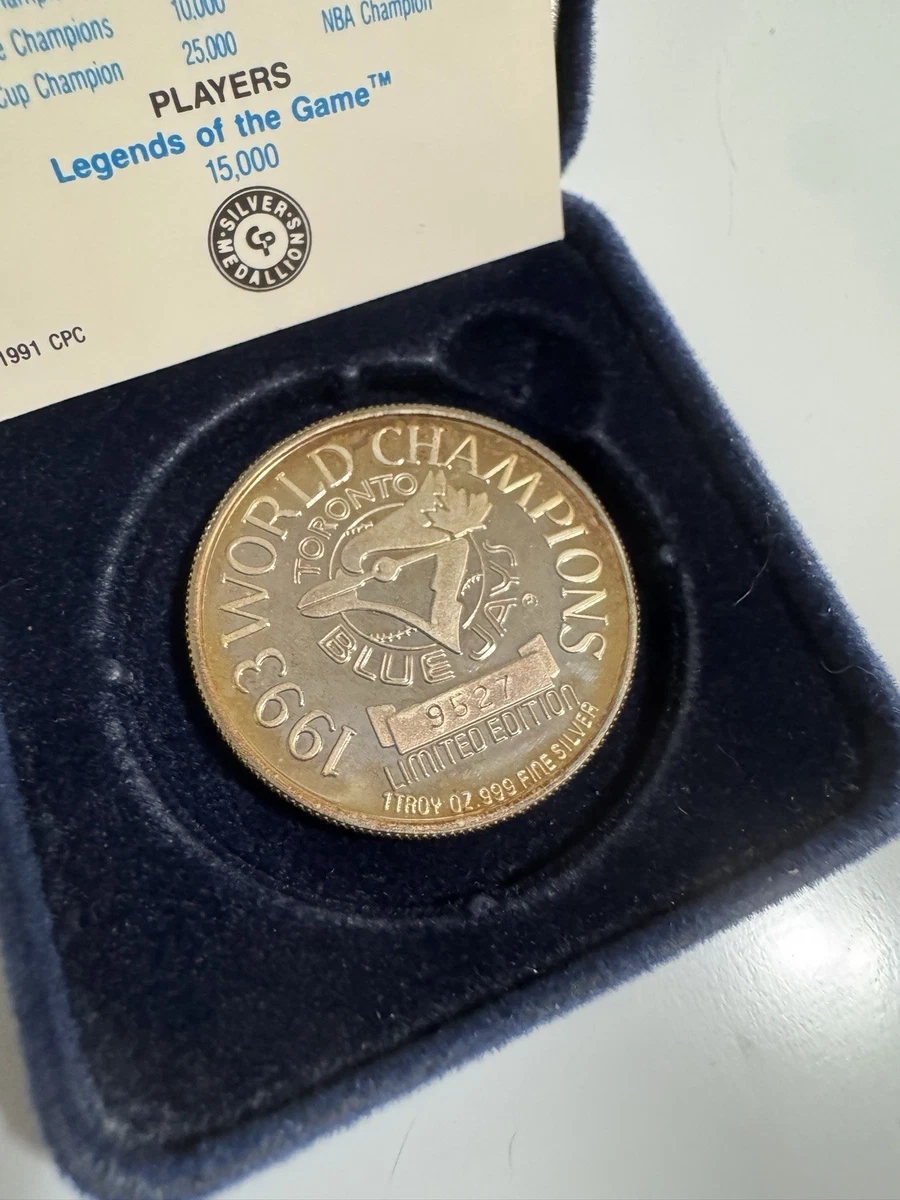 10,000
Champions
NBA Champion
25,000
Cup Champion
PLAYERS
Legends of the Game™
15,000
SILVER
MEDALLIONS
CP
1991 CPC
1993 WORLD CHAMPIONS
TORONTO
BLUE JAYS®
9527
LIMITED EDITION
1 TROY OZ .999 FINE SILVER